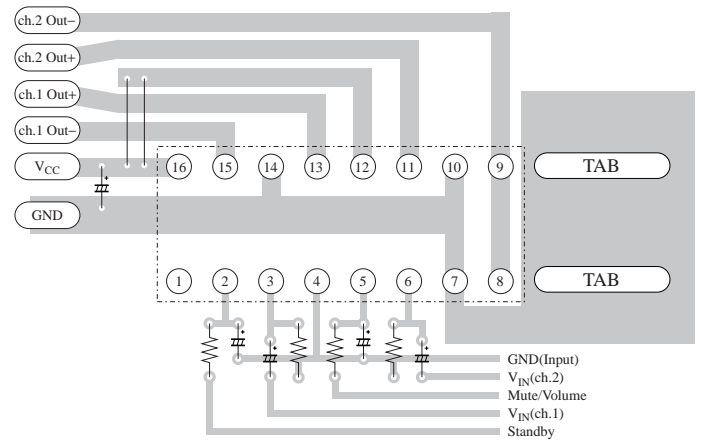 ch.2 Out−
ch.2 Out+
ch.1 Out+
ch.1 Out−
VCC
GND
16 15 14 13 12 11 10 9
TAB
1 2 3 4 5 6 7 8
TAB
+
+ + + +
GND(Input)
VIN(ch.2)
Mute/Volume
VIN(ch.1)
Standby